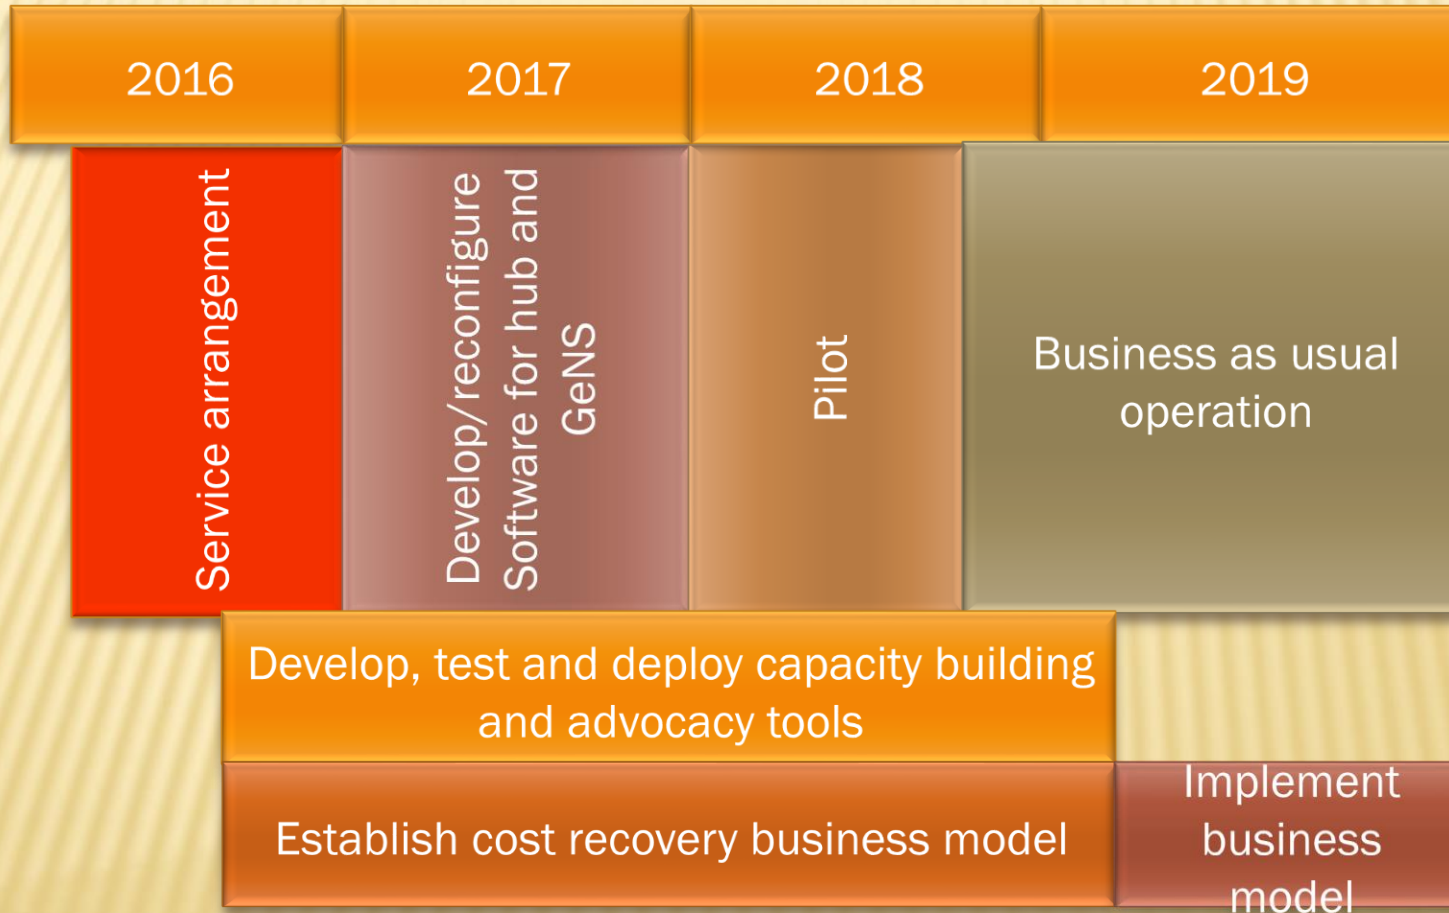 2016
2017
2018
2019
Service arrangement
Develop/reconfigure
Software for hub and
GeNS
Pilot
Business as usual
operation
Develop, test and deploy capacity building
and advocacy tools
Establish cost recovery business model
Implement
business
model